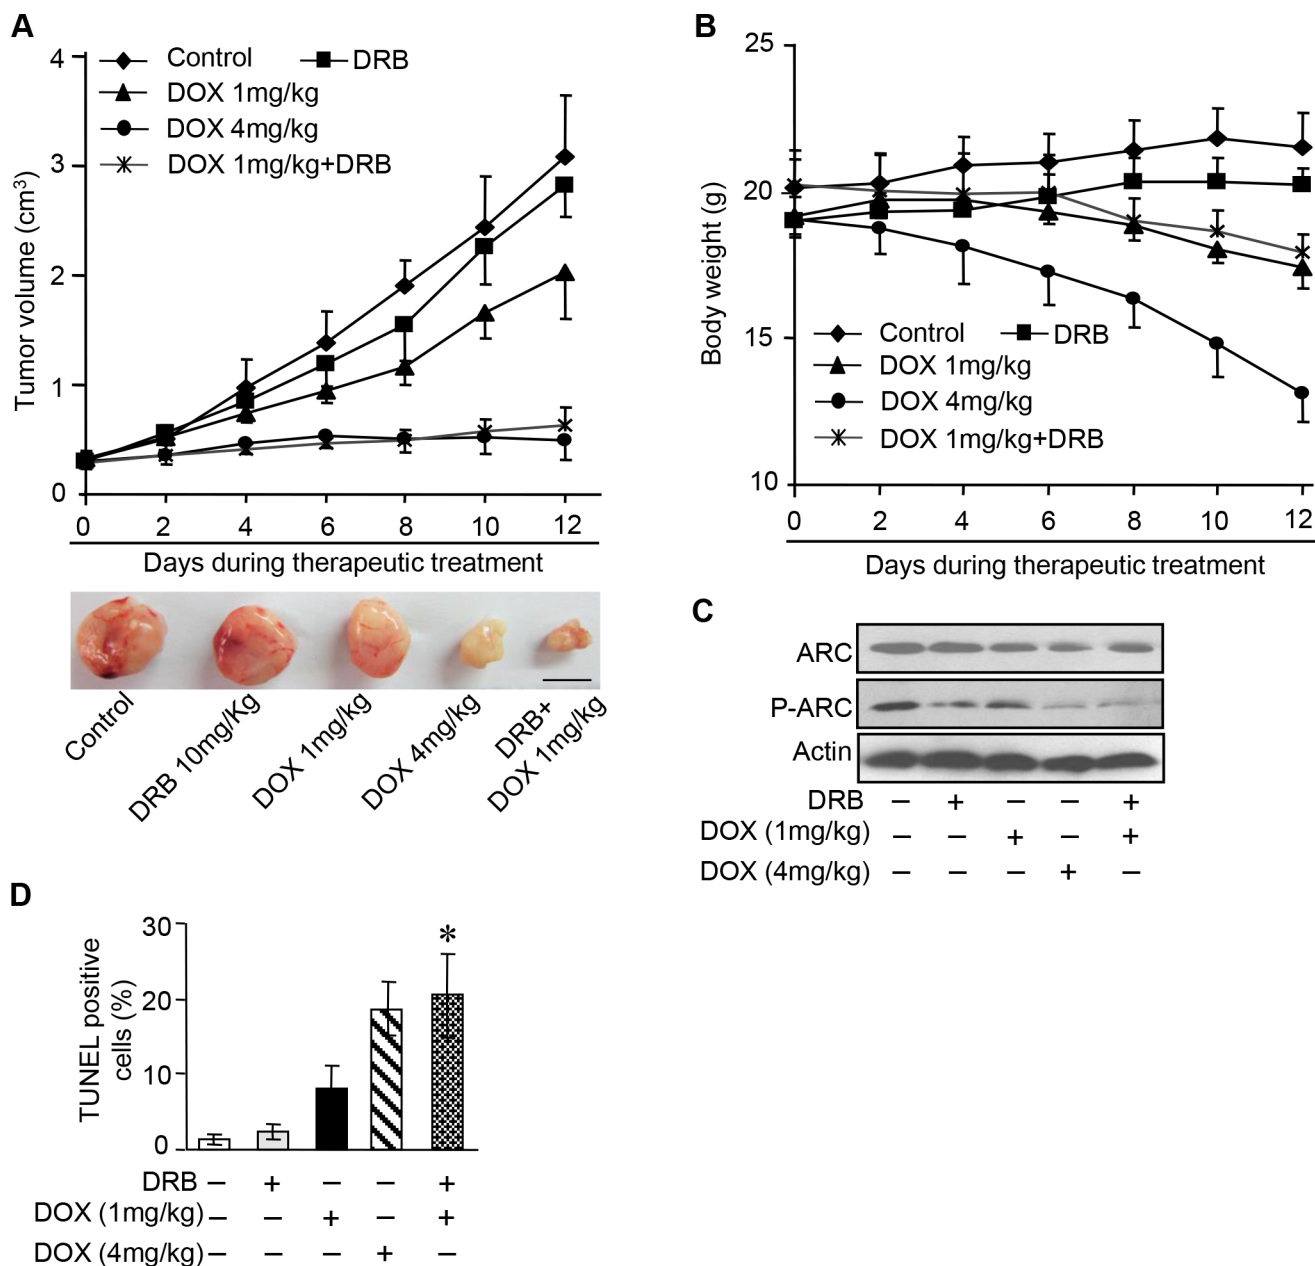 A
4
3
2
1
0
Tumor volume (cm³)
Control
DRB
DOX 1mg/kg
DOX 4mg/kg
DOX 1mg/kg+DRB
0 2 4 6 8 10 12
Days during therapeutic treatment
Control
DRB 10mg/Kg
DOX 1mg/kg
DOX 4mg/kg
DRB+
DOX 1mg/kg
B
25
20
15
10
Body weight (g)
Control
DRB
DOX 1mg/kg
DOX 4mg/kg
DOX 1mg/kg+DRB
0 2 4 6 8 10 12
Days during therapeutic treatment
C
ARC
P-ARC
Actin
DRB − + − − +
DOX (1mg/kg) − − + − +
DOX (4mg/kg) − − − + −
D
30
20
10
0
TUNEL positive
cells (%)
*
DRB − + − − +
DOX (1mg/kg) − − + − +
DOX (4mg/kg) − − − + −